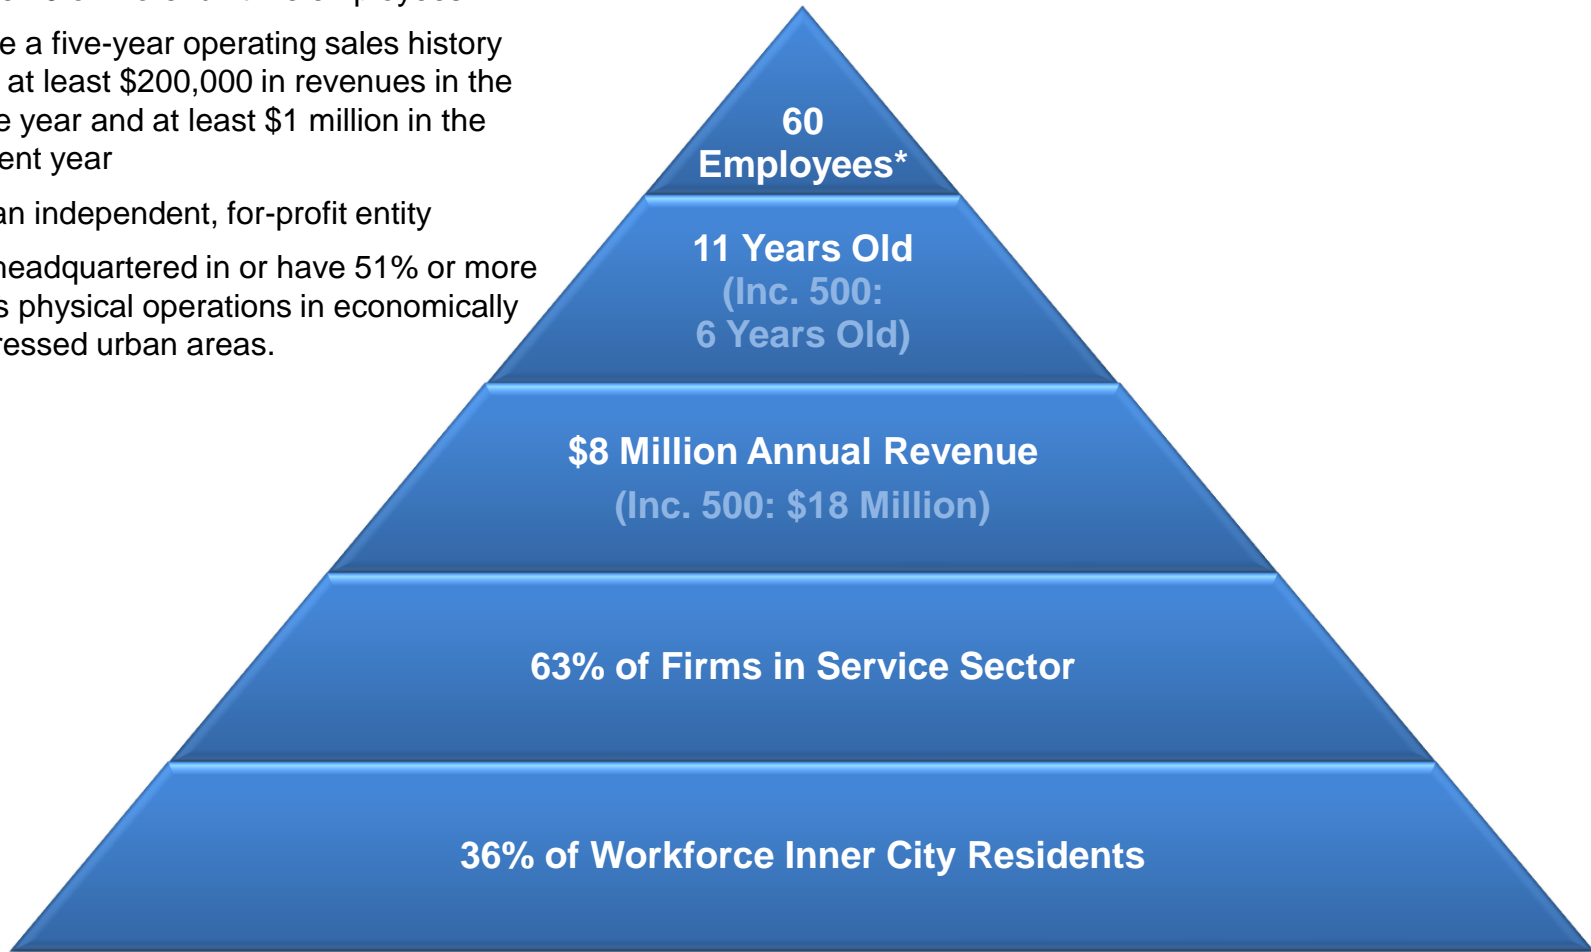 e a five-year operating sales history
at least $200,000 in revenues in the
e year and at least $1 million in the
ent year
an independent, for-profit entity
headquartered in or have 51% or more
s physical operations in economically
ressed urban areas.
60
Employees*
11 Years Old
(Inc. 500:
6 Years Old)
$8 Million Annual Revenue
(Inc. 500: $18 Million)
63% of Firms in Service Sector
36% of Workforce Inner City Residents